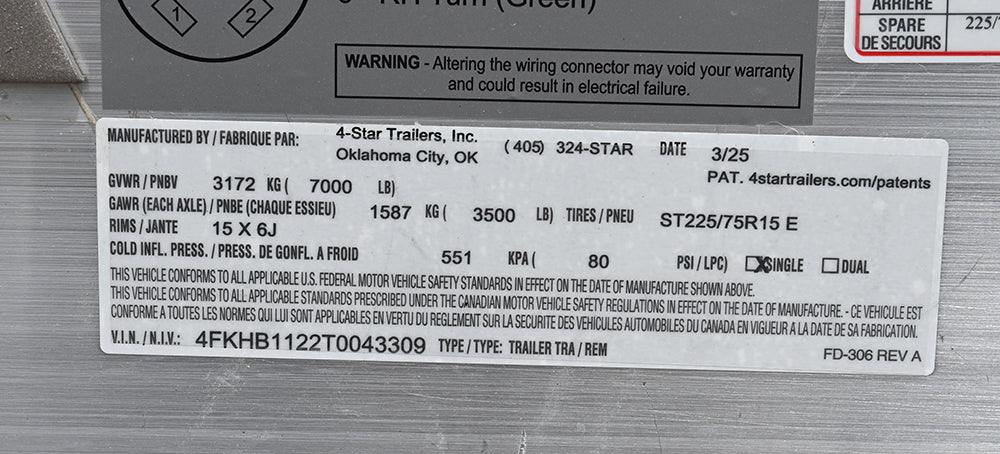 1 2
RH Turn (Green)
WARNING - Altering the wiring connector may void your warranty
and could result in electrical failure.
ARRIERE
SPARE 225/
DE SECOURS
MANUFACTURED BY / FABRIQUE PAR: 4-Star Trailers, Inc. (405) 324-STAR DATE 3/25
Oklahoma City, OK PAT. 4startrailers.com/patents
GVWR / PNBV 3172 KG ( 7000 LB)
GAWR (EACH AXLE) / PNBE (CHAQUE ESSIEU) 1587 KG ( 3500 LB) TIRES / PNEU ST225/75R15 E
RIMS / JANTE 15 X 6J
COLD INFL. PRESS. / PRESS. DE GONFL. A FROID 551 KPA ( 80 PSI / LPC) SINGLE DUAL
THIS VEHICLE CONFORMS TO ALL APPLICABLE U.S. FEDERAL MOTOR VEHICLE SAFETY STANDARDS IN EFFECT ON THE DATE OF MANUFACTURE SHOWN ABOVE.
THIS VEHICLE CONFORMS TO ALL APPLICABLE STANDARDS PRESCRIBED UNDER THE CANADIAN MOTOR VEHICLE SAFETY REGULATIONS IN EFFECT ON THE DATE OF MANUFACTURE. - CE VEHICULE EST
CONFORME A TOUTES LES NORMES QUI LUI SONT APPLICABLES EN VERTU DU REGLEMENT SUR LA SECURITE DES VEHICULES AUTOMOBILES DU CANADA EN VIGUEUR A LA DATE DE SA FABRICATION.
V.I.N. / N.I.V.: 4FKHB1122T0043309 TYPE / TYPE: TRAILER TRA / REM FD-306 REV A